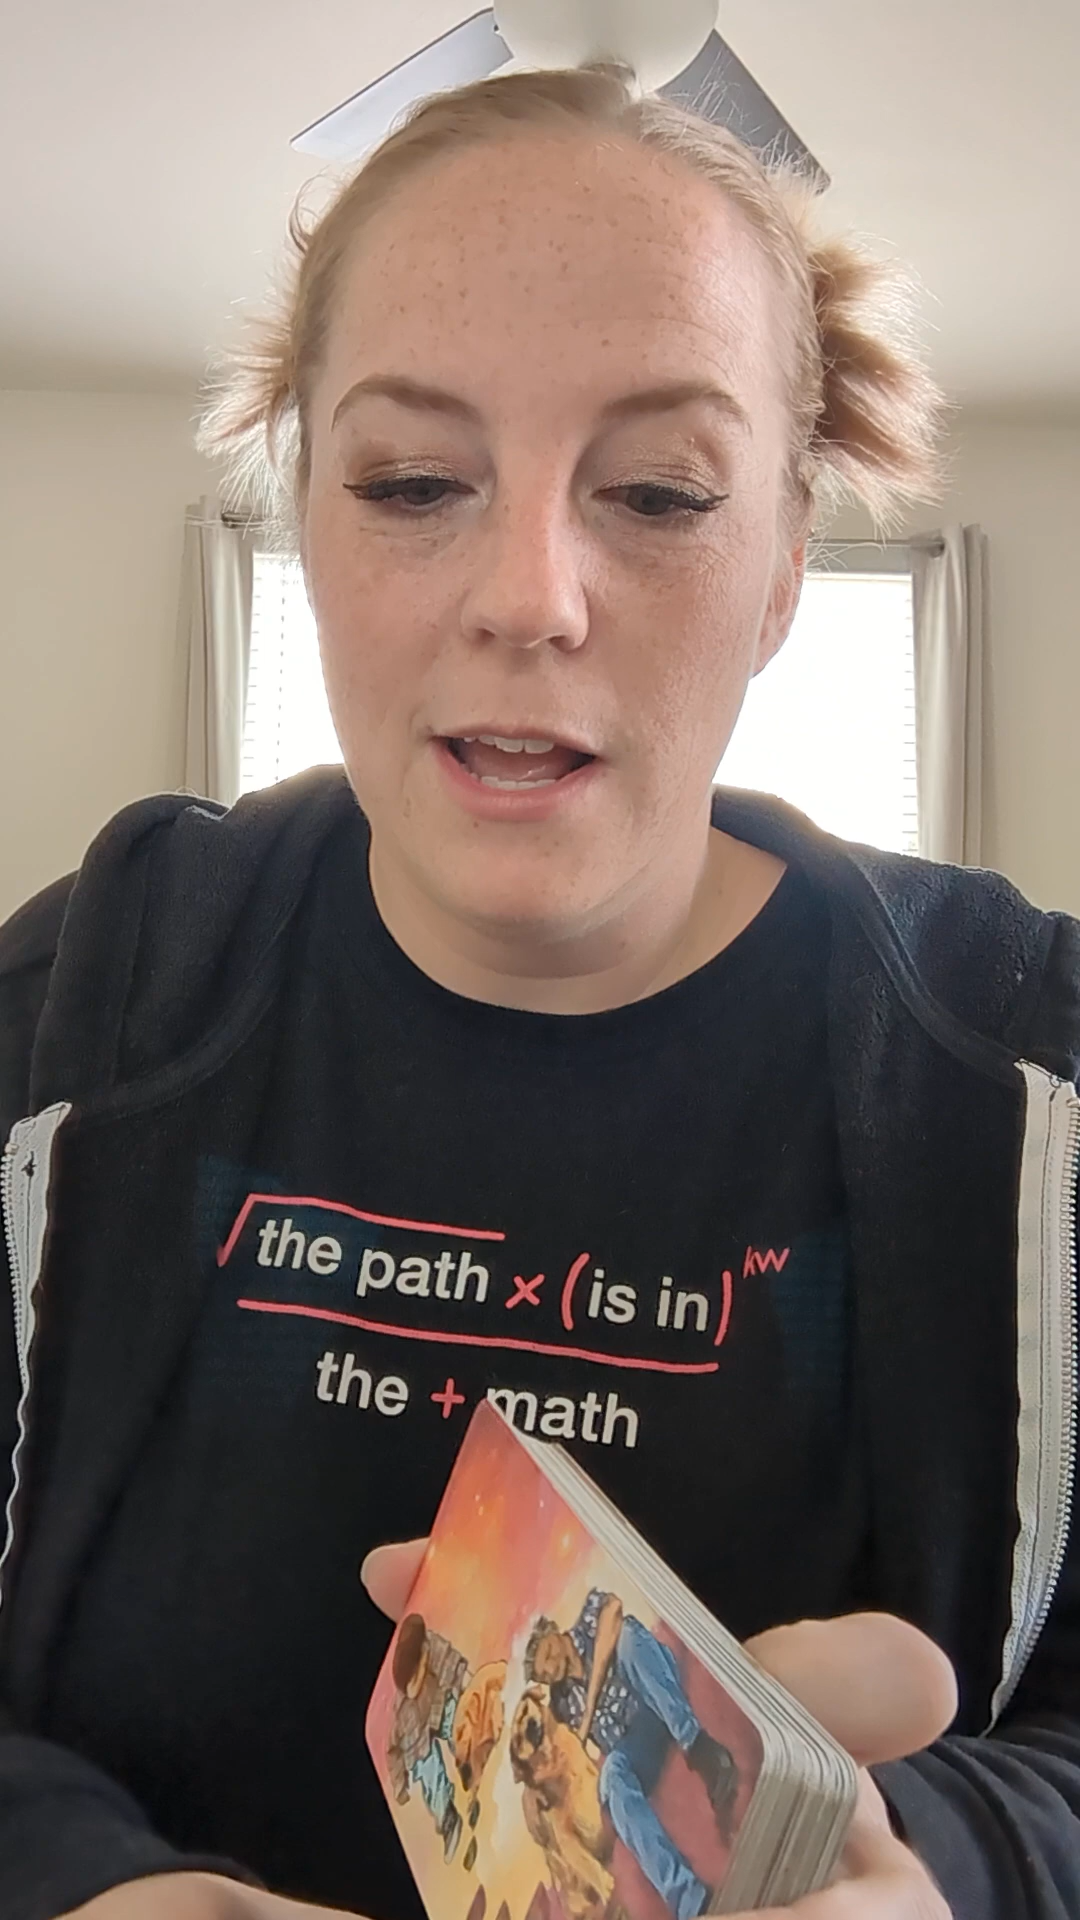 √the path × (is in)ᵏʷ
the + math